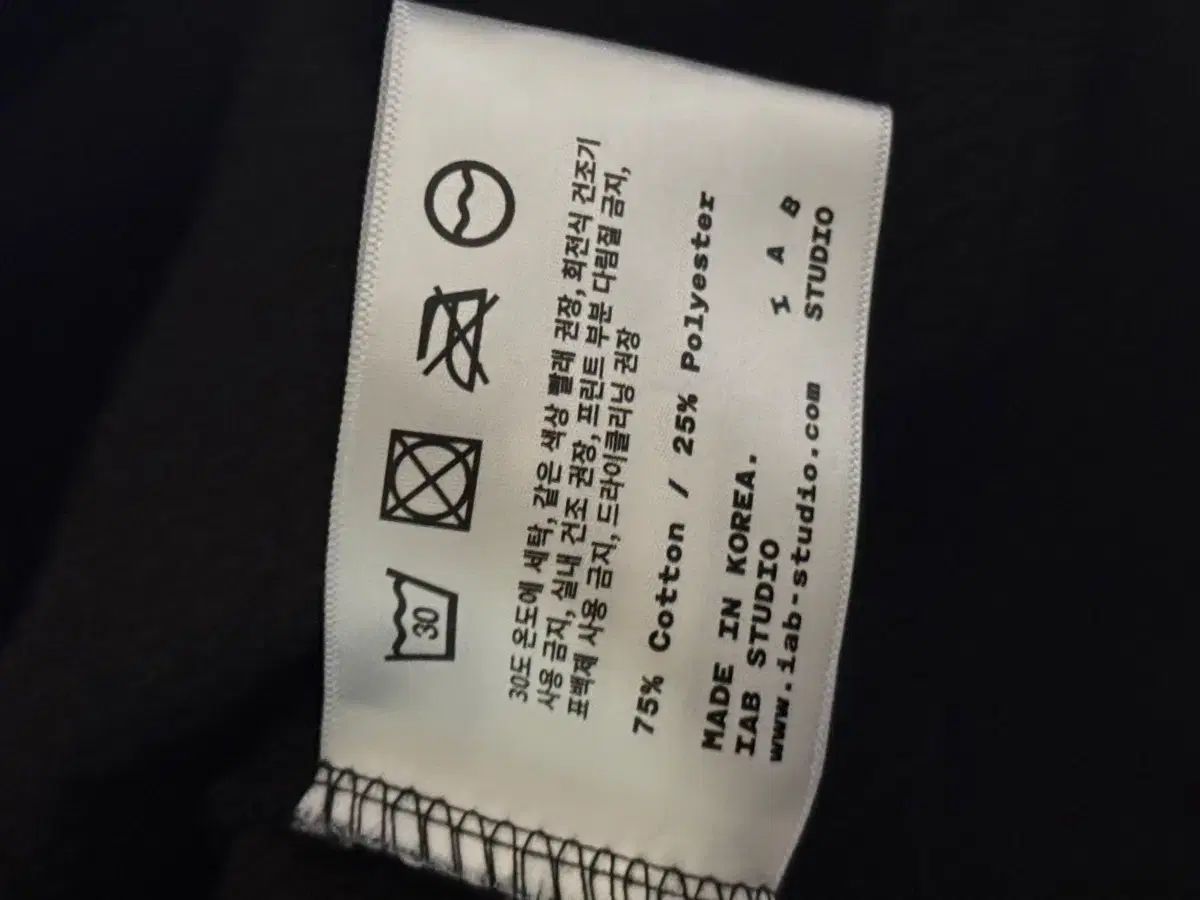 30
30도 온도에 세탁, 같은 색상 빨래 권장, 회전식 건조기
사용 금지, 실내 건조 권장, 프린트 부분 다림질 금지,
표백제 사용 금지, 드라이클리닝 권장
75% Cotton / 25% Polyester
MADE IN KOREA.
IAB STUDIO
www.iab-studio.com
I A B
STUDIO